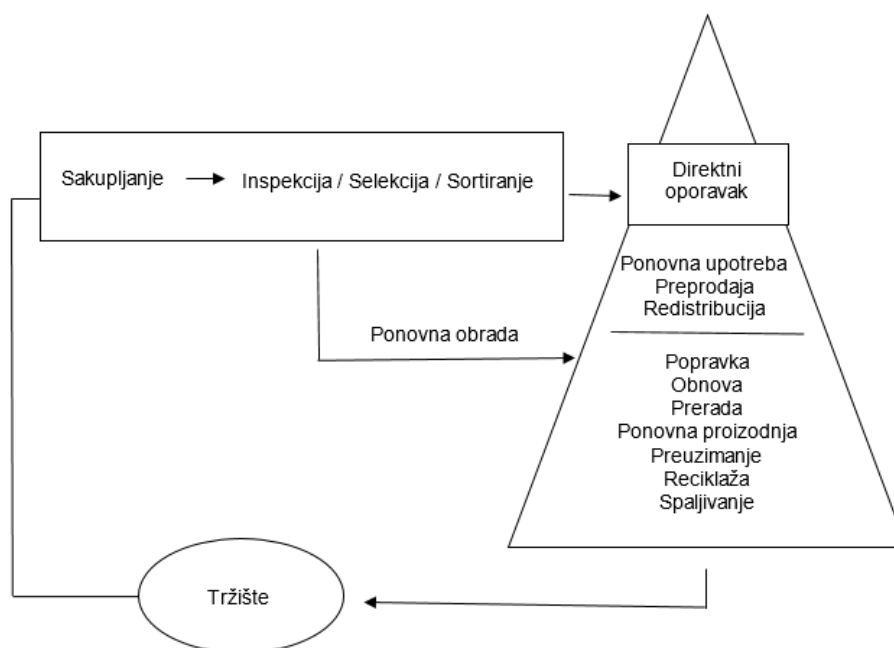 Sakupljanje
Inspekcija / Selekcija / Sortiranje
Direktni
oporavak
Ponovna upotreba
Preprodaja
Redistribucija
Ponovna obrada
Popravka
Obnova
Prerada
Ponovna proizodnja
Preuzimanje
Reciklaža
Spaljivanje
Tržište